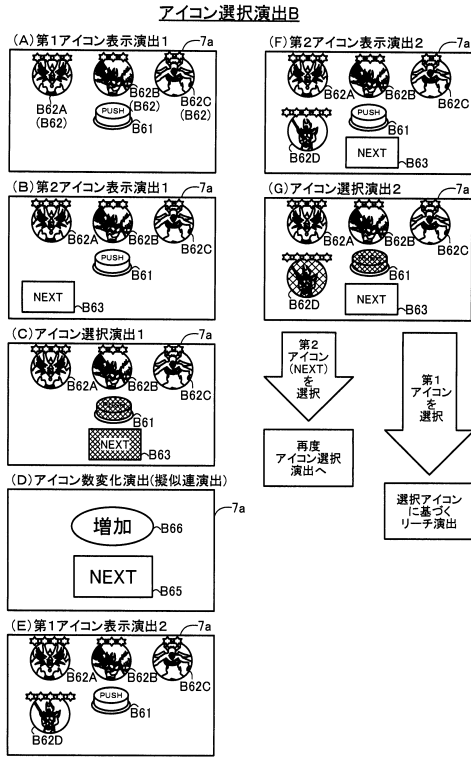 アイコン選択演出B
(A)第1アイコン表示演出1
7a
B62A
(B62)
B62B
(B62)
B62C
(B62)
PUSH
B61
(B)第2アイコン表示演出1
7a
B62A
B62B
B62C
PUSH
B61
NEXT
B63
(C)アイコン選択演出1
7a
B62A
B62B
B62C
B61
NEXT
B63
(D)アイコン数変化演出(擬似連演出)
7a
増加
B66
NEXT
B65
(E)第1アイコン表示演出2
7a
B62A
B62B
B62C
PUSH
B61
B62D
(F)第2アイコン表示演出2
7a
B62A
B62B
B62C
PUSH
B61
B62D
NEXT
B63
(G)アイコン選択演出2
7a
B62A
B62B
B62C
B61
B62D
NEXT
B63
第2
アイコン
(NEXT)
を
選択
再度
アイコン選択
演出へ
第1
アイコン
を
選択
選択アイコン
に基づく
リーチ演出